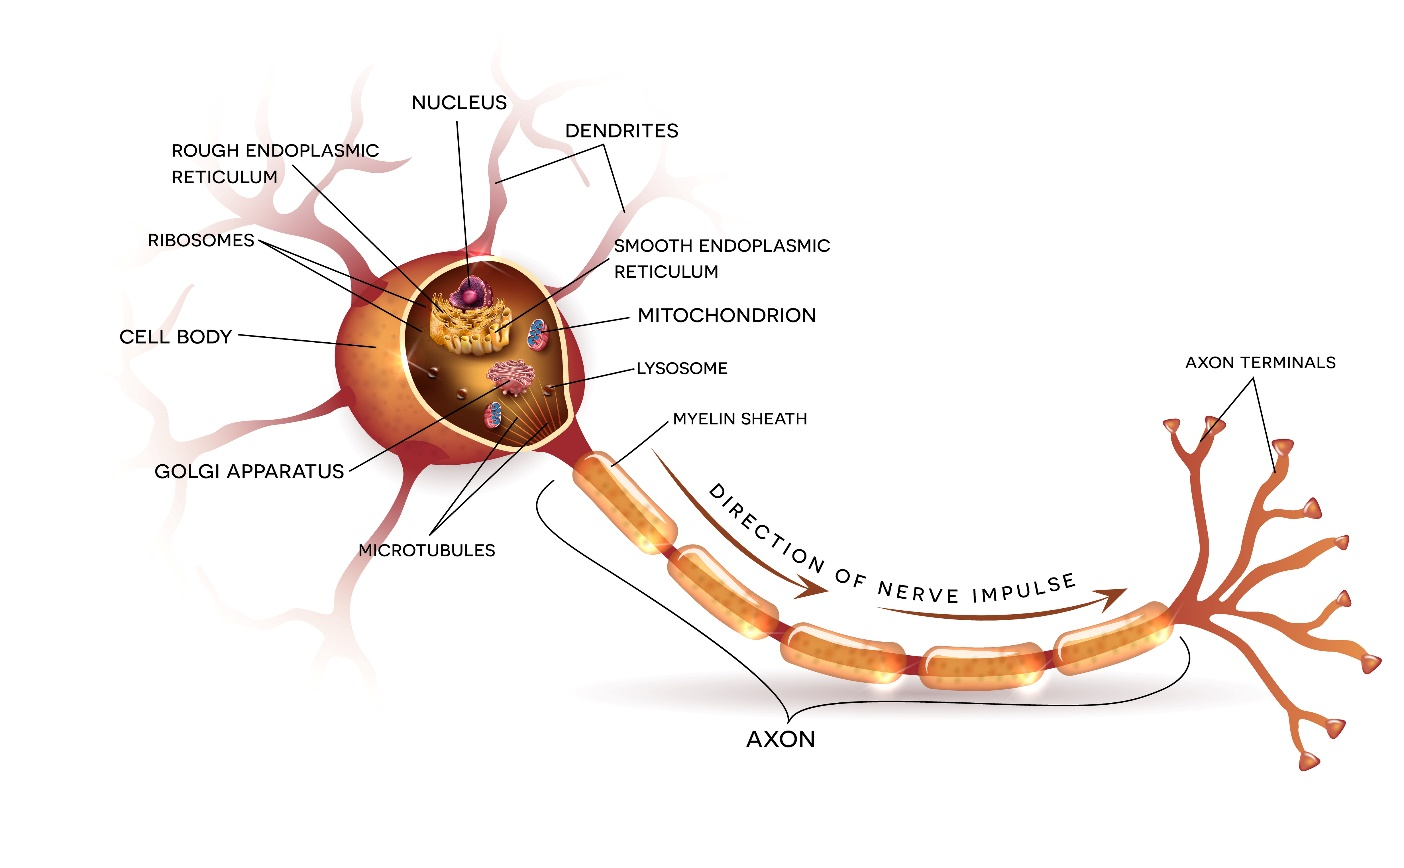 NUCLEUS
DENDRITES
ROUGH ENDOPLASMIC
RETICULUM
RIBOSOMES
SMOOTH ENDOPLASMIC
RETICULUM
MITOCHONDRION
CELL BODY
LYSOSOME
AXON TERMINALS
MYELIN SHEATH
GOLGI APPARATUS
DIRECTION OF NERVE IMPULSE
MICROTUBULES
AXON